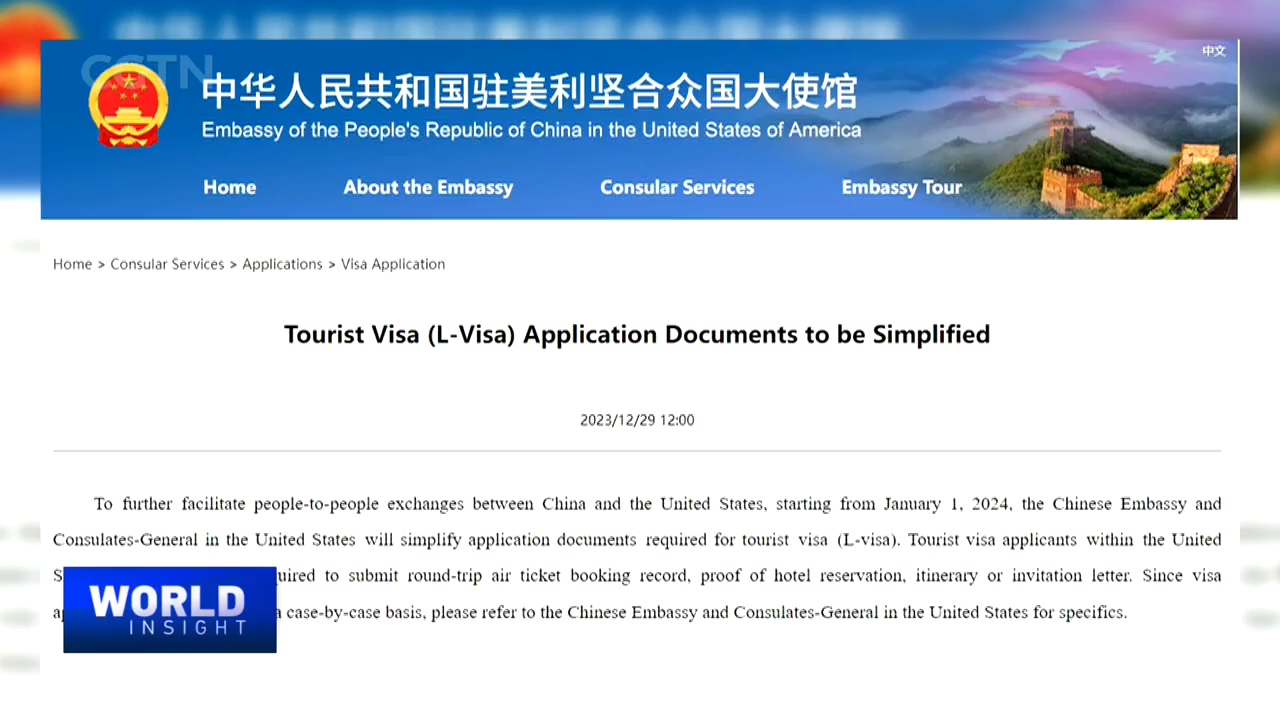 CGTN
中文
中华人民共和国驻美利坚合众国大使馆
Embassy of the People's Republic of China in the United States of America
Home About the Embassy Consular Services Embassy Tour
Home > Consular Services > Applications > Visa Application
Tourist Visa (L-Visa) Application Documents to be Simplified
2023/12/29 12:00
To further facilitate people-to-people exchanges between China and the United States, starting from January 1, 2024, the Chinese Embassy and
Consulates-General in the United States will simplify application documents required for tourist visa (L-visa). Tourist visa applicants within the United
to submit round-trip air ticket booking record, proof of hotel reservation, itinerary or invitation letter. Since visa
a case-by-case basis, please refer to the Chinese Embassy and Consulates-General in the United States for specifics.
WORLD
INSIGHT